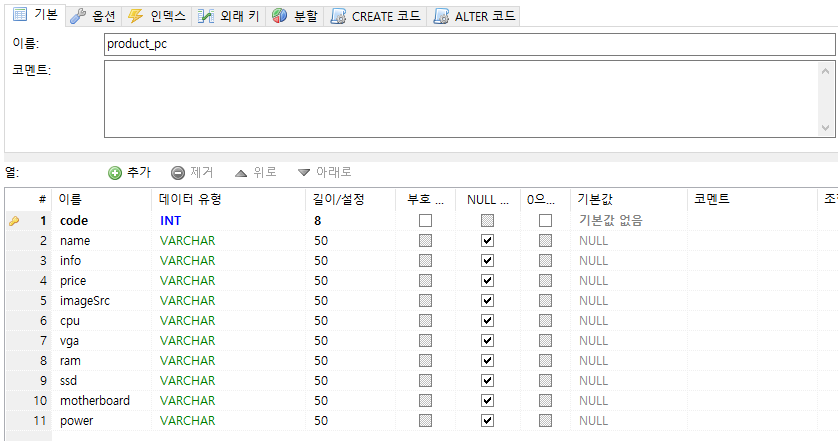 기본 옵션 인덱스 외래 키 분할 CREATE 코드 ALTER 코드
이름: product_pc
코멘트:
열: 추가 제거 위로 아래로
# 이름 데이터 유형 길이/설정 부호 ... NULL ... 0으... 기본값 코멘트 조
1 code INT 8 기본값 없음
2 name VARCHAR 50 NULL
3 info VARCHAR 50 NULL
4 price VARCHAR 50 NULL
5 imageSrc VARCHAR 50 NULL
6 cpu VARCHAR 50 NULL
7 vga VARCHAR 50 NULL
8 ram VARCHAR 50 NULL
9 ssd VARCHAR 50 NULL
10 motherboard VARCHAR 50 NULL
11 power VARCHAR 50 NULL